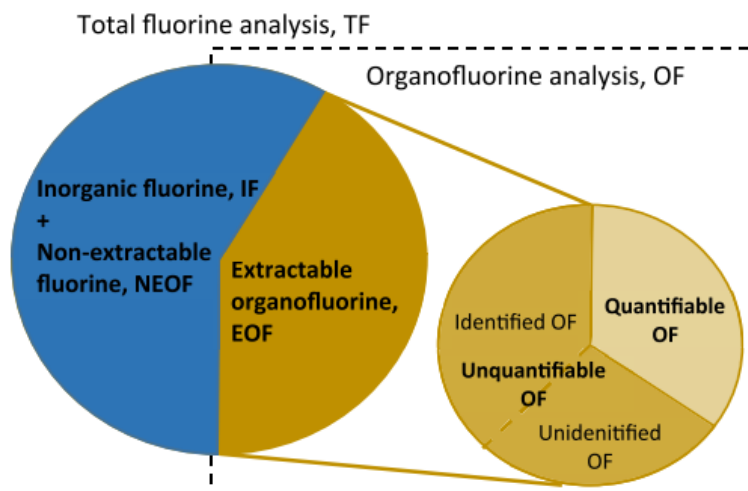 Total fluorine analysis, TF
Organofluorine analysis, OF
Inorganic fluorine, IF
+
Non-extractable
fluorine, NEOF
Extractable
organofluorine,
EOF
Identified OF
Quantifiable
OF
Unquantifiable
OF
Unidenitified
OF